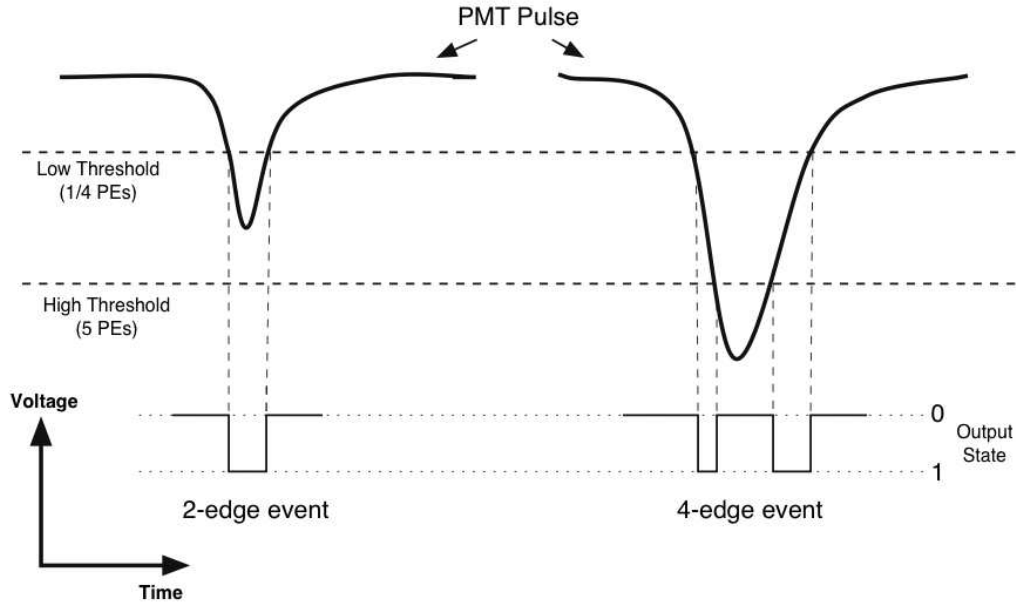 PMT Pulse
Low Threshold
(1/4 PEs)
High Threshold
(5 PEs)
Voltage
0
Output
State
1
2-edge event
4-edge event
Time